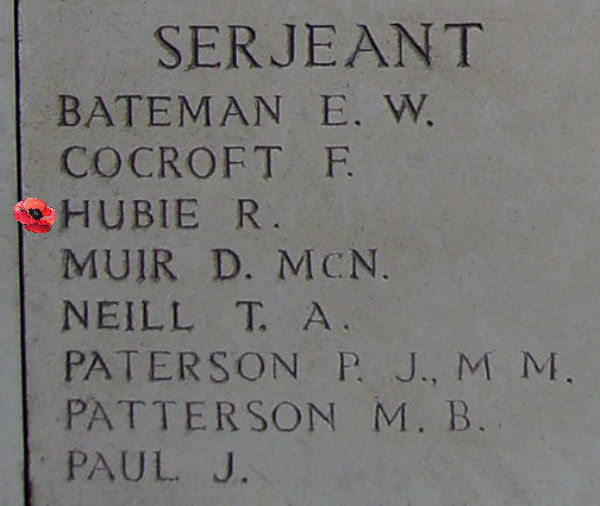 SERJEANT
BATEMAN E. W.
COCROFT F.
HUBIE R.
MUIR D. McN.
NEILL T. A.
PATERSON P. J., M M.
PATTERSON M. B.
PAUL J.